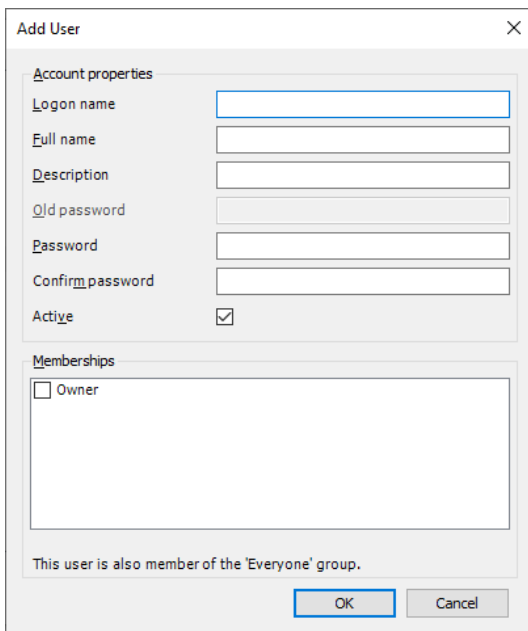 Add User
Account properties
Logon name
Full name
Description
Old password
Password
Confirm password
Active
Memberships
Owner
This user is also member of the 'Everyone' group.
OK Cancel